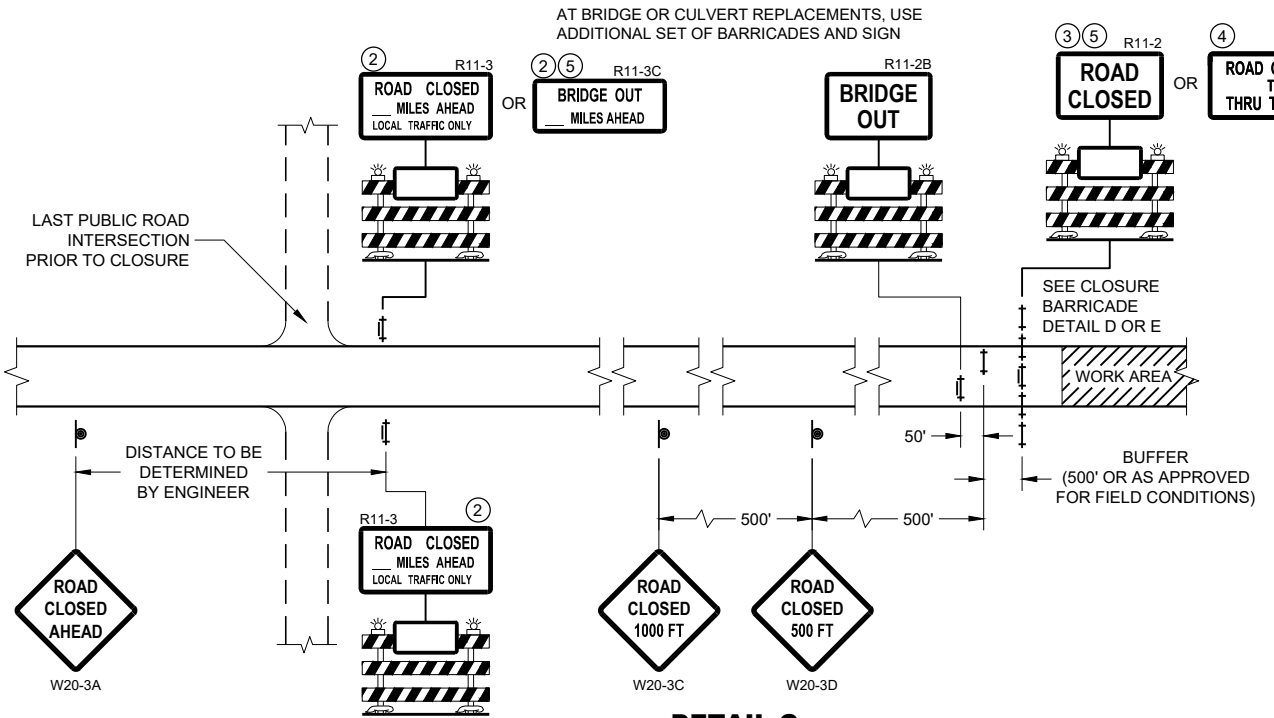 AT BRIDGE OR CULVERT REPLACEMENTS, USE
ADDITIONAL SET OF BARRICADES AND SIGN
2
R11-3
ROAD CLOSED
___ MILES AHEAD
LOCAL TRAFFIC ONLY
OR
2 5
R11-3C
BRIDGE OUT
___ MILES AHEAD
R11-2B
BRIDGE
OUT
3 5
R11-2
ROAD
CLOSED
OR
4
ROAD
THRU
LAST PUBLIC ROAD
INTERSECTION
PRIOR TO CLOSURE
SEE CLOSURE
BARRICADE
DETAIL D OR E
WORK AREA
DISTANCE TO BE
DETERMINED
BY ENGINEER
50'
BUFFER
(500' OR AS APPROVED
FOR FIELD CONDITIONS)
500'
500'
R11-3
2
ROAD CLOSED
___ MILES AHEAD
LOCAL TRAFFIC ONLY
ROAD
CLOSED
AHEAD
W20-3A
ROAD
CLOSED
1000 FT
W20-3C
ROAD
CLOSED
500 FT
W20-3D